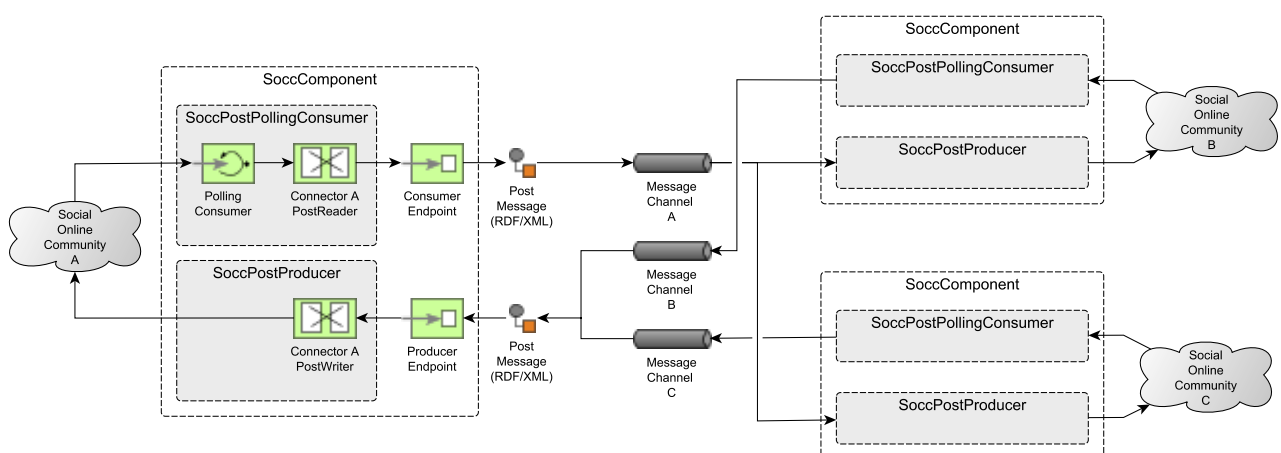 SoccComponent
SoccPostPollingConsumer
Polling
Consumer
Connector A
PostReader
Consumer
Endpoint
Post
Message
(RDF/XML)
Message
Channel
A
Social
Online
Community
A
SoccPostProducer
Connector A
PostWriter
Producer
Endpoint
Post
Message
(RDF/XML)
Message
Channel
B
Message
Channel
C
SoccComponent
SoccPostPollingConsumer
SoccPostProducer
Social
Online
Community
B
SoccComponent
SoccPostPollingConsumer
SoccPostProducer
Social
Online
Community
C